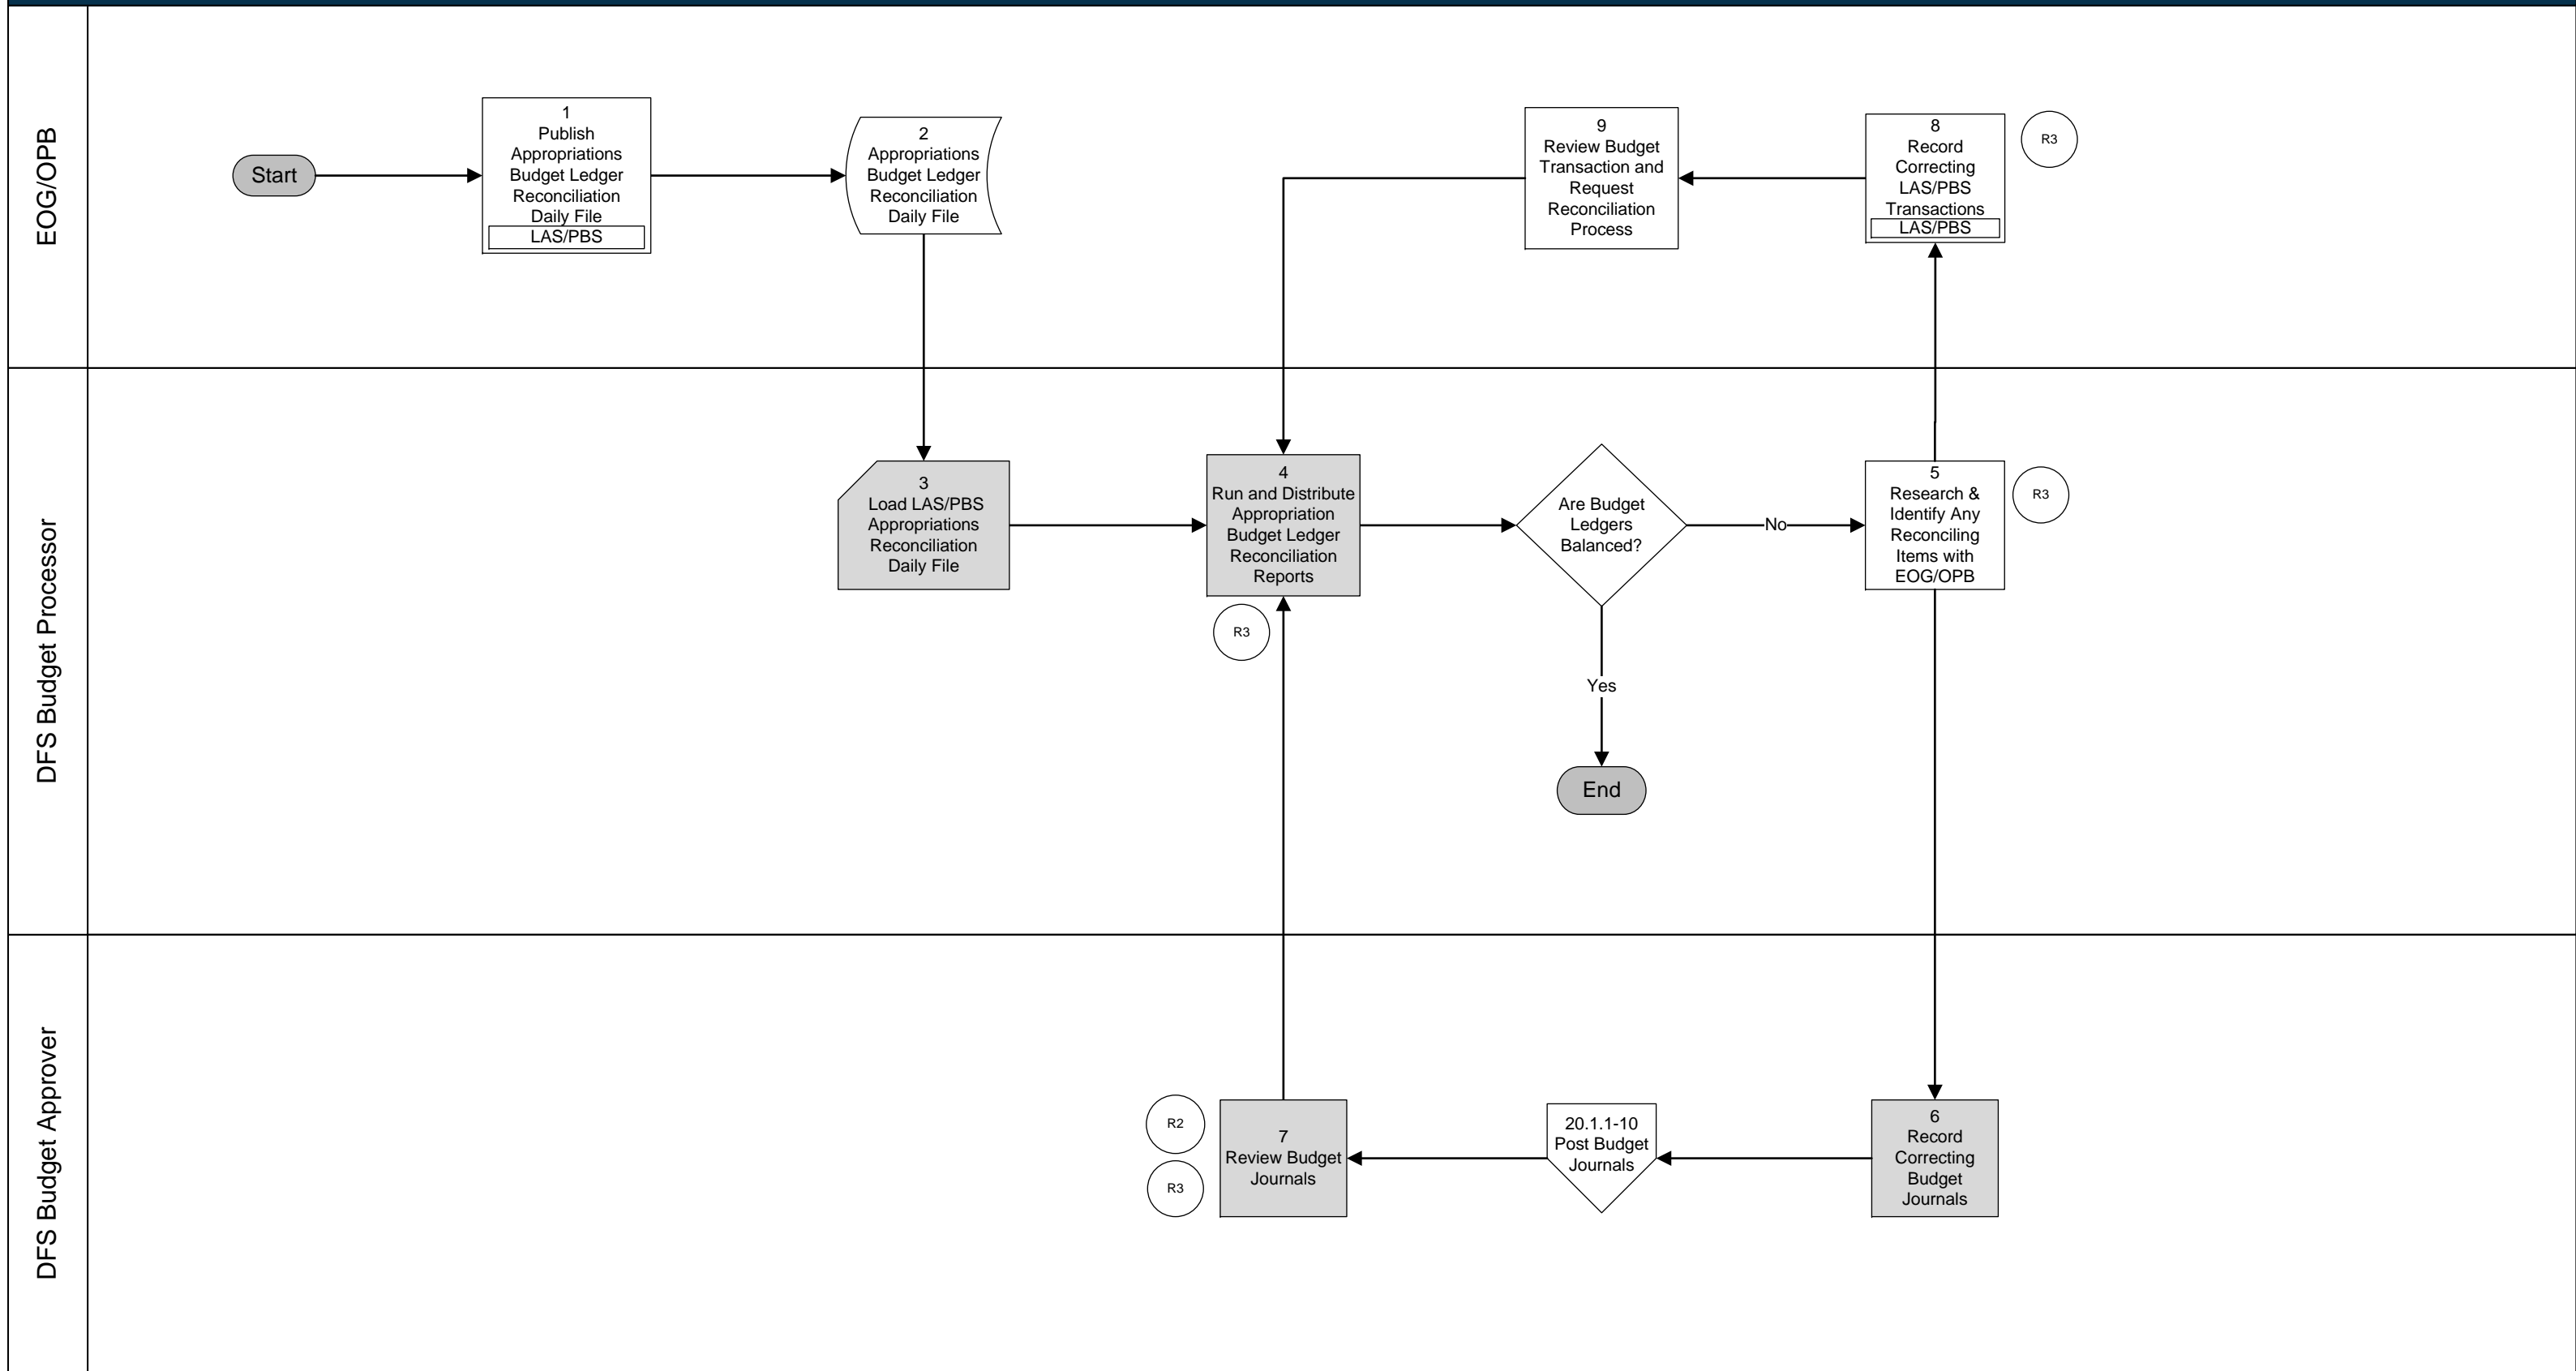 EOG/OPB
Start
1
Publish
Appropriations
Budget Ledger
Reconciliation
Daily File
LAS/PBS
2
Appropriations
Budget Ledger
Reconciliation
Daily File
9
Review Budget
Transaction and
Request
Reconciliation
Process
8
Record
Correcting
LAS/PBS
Transactions
LAS/PBS
R3
DFS Budget Processor
3
Load LAS/PBS
Appropriations
Reconciliation
Daily File
4
Run and Distribute
Appropriation
Budget Ledger
Reconciliation
Reports
R3
Are Budget
Ledgers
Balanced?
No
Yes
End
5
Research &
Identify Any
Reconciling
Items with
EOG/OPB
R3
DFS Budget Approver
R2
R3
7
Review Budget
Journals
20.1.1-10
Post Budget
Journals
6
Record
Correcting
Budget
Journals